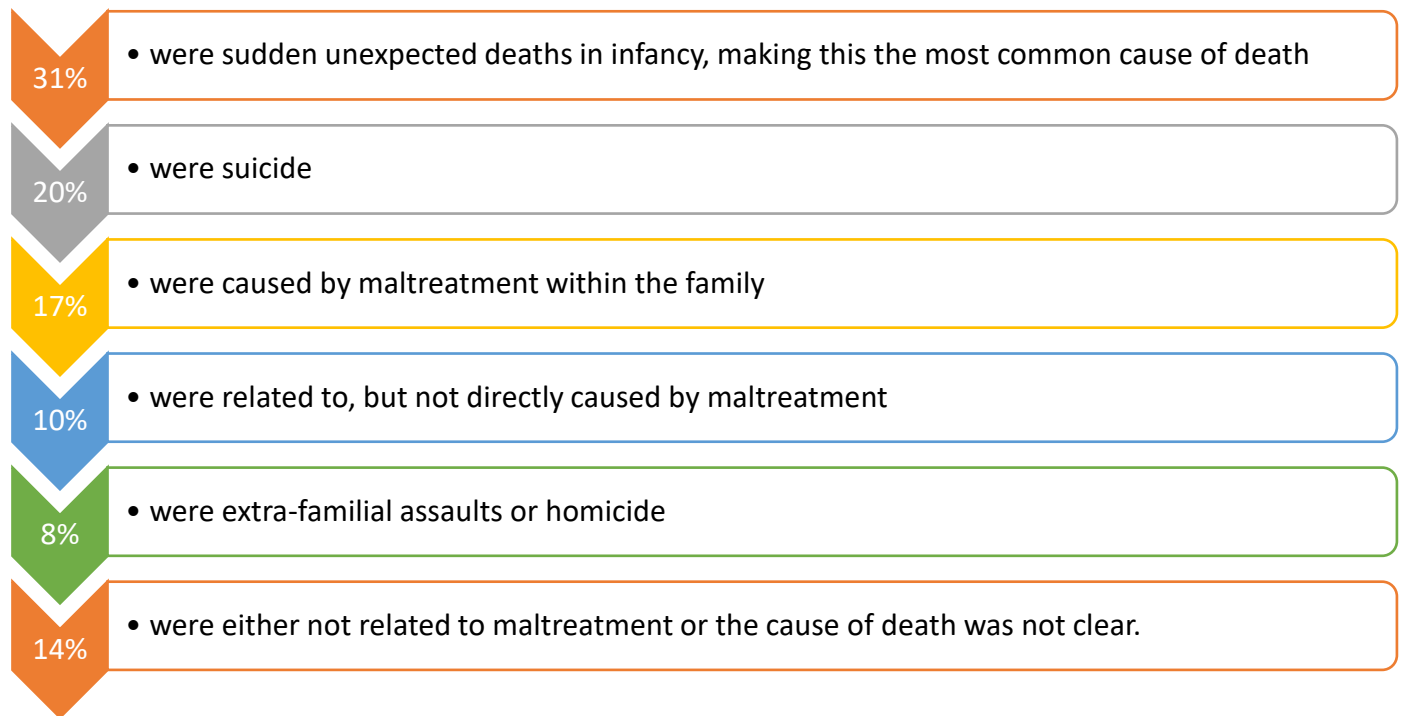 31%
• were sudden unexpected deaths in infancy, making this the most common cause of death
20%
• were suicide
17%
• were caused by maltreatment within the family
10%
• were related to, but not directly caused by maltreatment
8%
• were extra-familial assaults or homicide
14%
• were either not related to maltreatment or the cause of death was not clear.